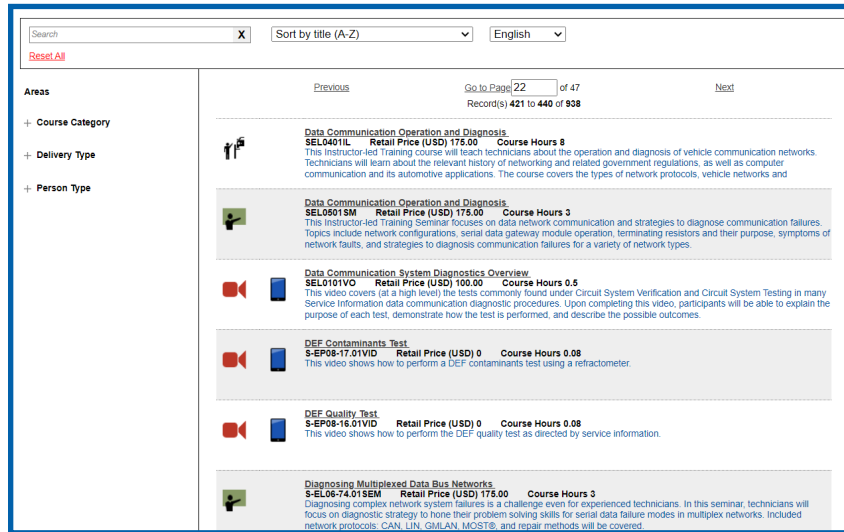 Search X Sort by title (A-Z) English
Reset All
Areas
Previous Go to Page 22 of 47 Next
Record(s) 421 to 440 of 938
+ Course Category
+ Delivery Type
+ Person Type
Data Communication Operation and Diagnosis
SEL0401IL Retail Price (USD) 175.00 Course Hours 8
This Instructor-led Training course will teach technicians about the operation and diagnosis of vehicle communication networks.
Technicians will learn about the relevant history of networking and related government regulations, as well as computer
communication and its automotive applications. The course covers the types of network protocols, vehicle networks and
Data Communication Operation and Diagnosis
SEL0501SM Retail Price (USD) 175.00 Course Hours 3
This Instructor-led Training Seminar focuses on data network communication and strategies to diagnose communication failures.
Topics include network configurations, serial data gateway module operation, terminating resistors and their purpose, symptoms of
network faults, and strategies to diagnosis communication failures for a variety of network types.
Data Communication System Diagnostics Overview
SEL0101VO Retail Price (USD) 100.00 Course Hours 0.5
This video covers (at a high level) the tests commonly found under Circuit System Verification and Circuit System Testing in many
Service Information data communication diagnostic procedures. Upon completing this video, participants will be able to explain the
purpose of each test, demonstrate how the test is performed, and describe the possible outcomes.
DEF Contaminants Test
S-EP08-17.01VID Retail Price (USD) 0 Course Hours 0.08
This video shows how to perform a DEF contaminants test using a refractometer.
DEF Quality Test
S-EP08-16.01VID Retail Price (USD) 0 Course Hours 0.08
This video shows how to perform the DEF quality test as directed by service information.
Diagnosing Multiplexed Data Bus Networks
S-EL06-74.01SEM Retail Price (USD) 175.00 Course Hours 3
Diagnosing complex network system failures is a challenge even for experienced technicians. In this seminar, technicians will
focus on diagnostic strategy to hone their problem solving skills for serial data failure modes in multiplex networks. Included
network protocols: CAN, LIN, GMLAN, MOST®, and repair methods will be covered.